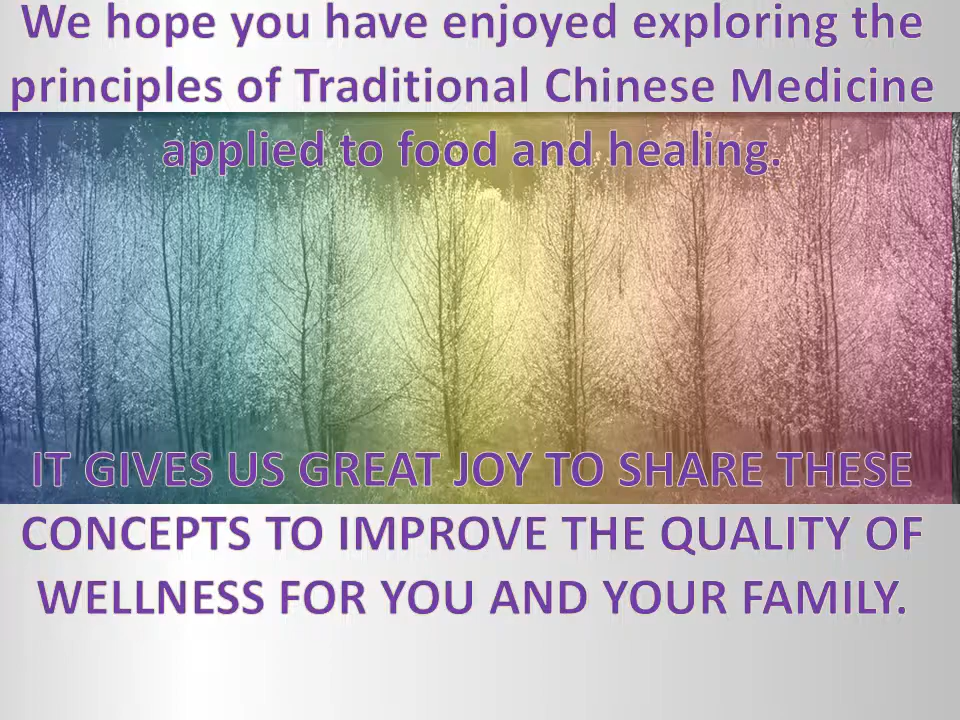 We hope you have enjoyed exploring the
principles of Traditional Chinese Medicine
applied to food and healing.
IT GIVES US GREAT JOY TO SHARE THESE
CONCEPTS TO IMPROVE THE QUALITY OF
WELLNESS FOR YOU AND YOUR FAMILY.